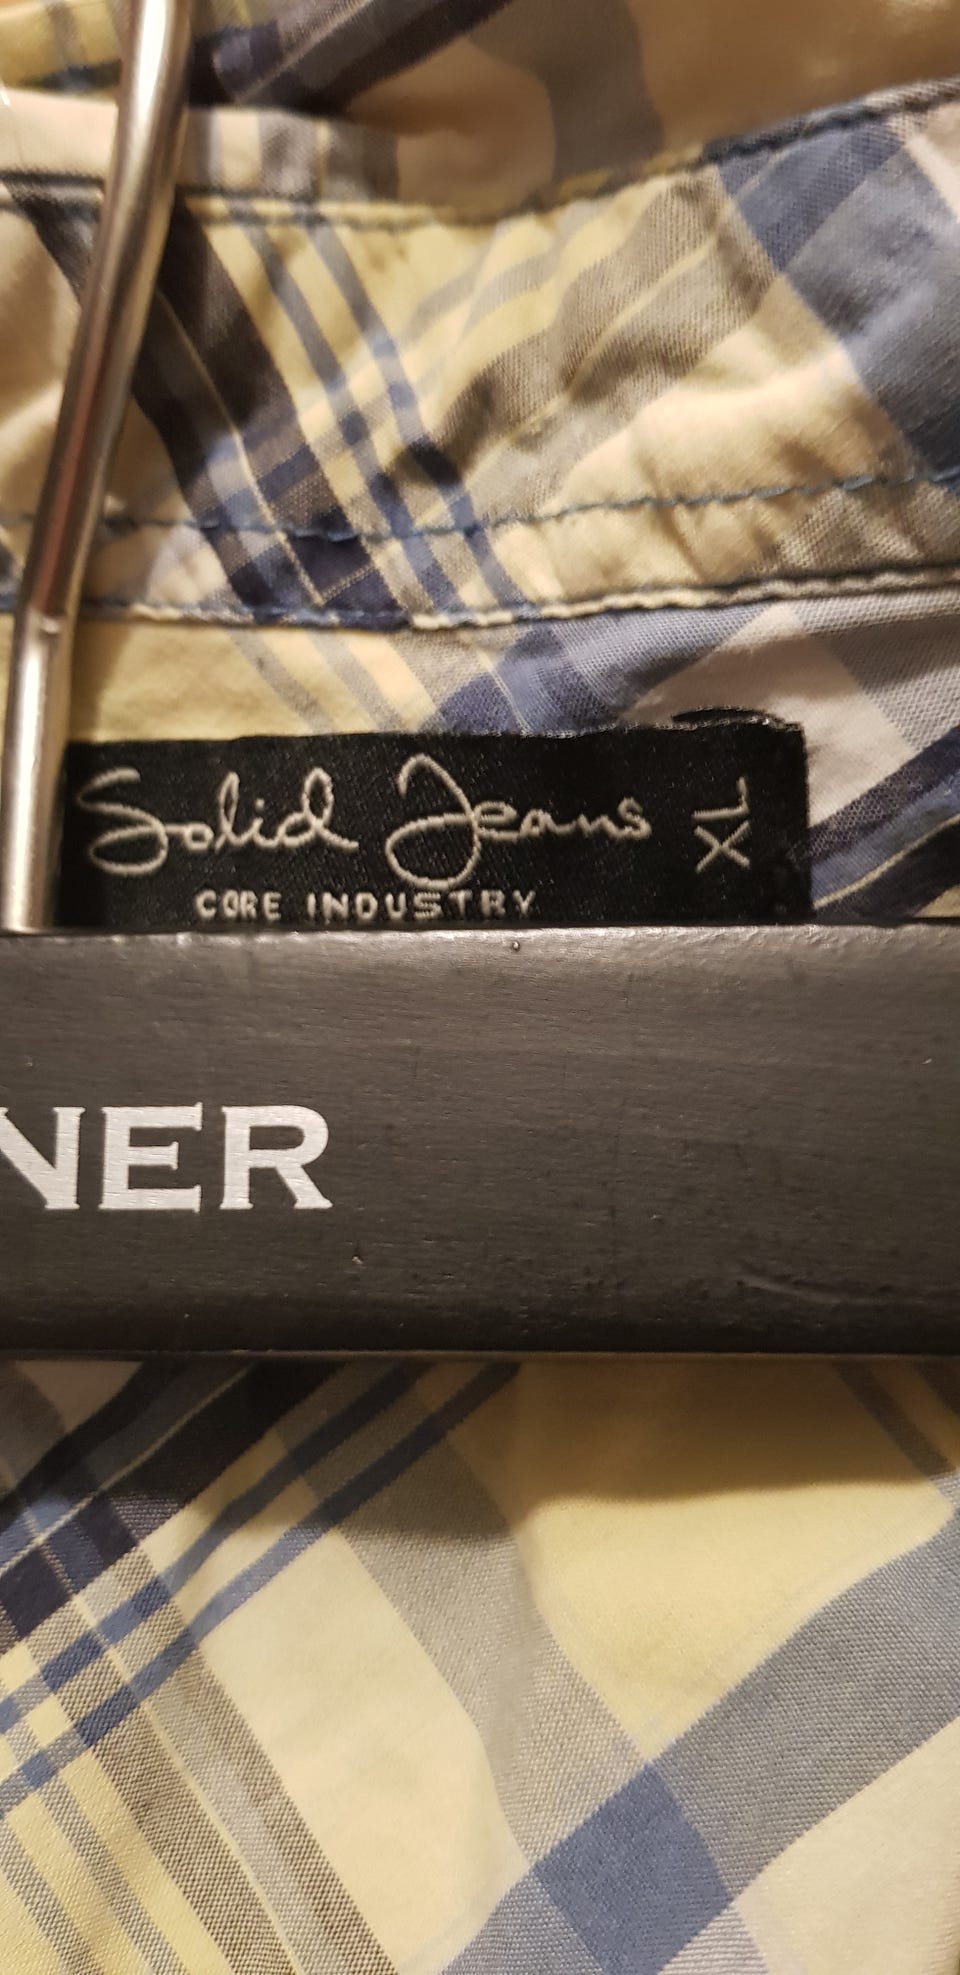 Solid Jeans XL
CORE INDUSTRY
NER